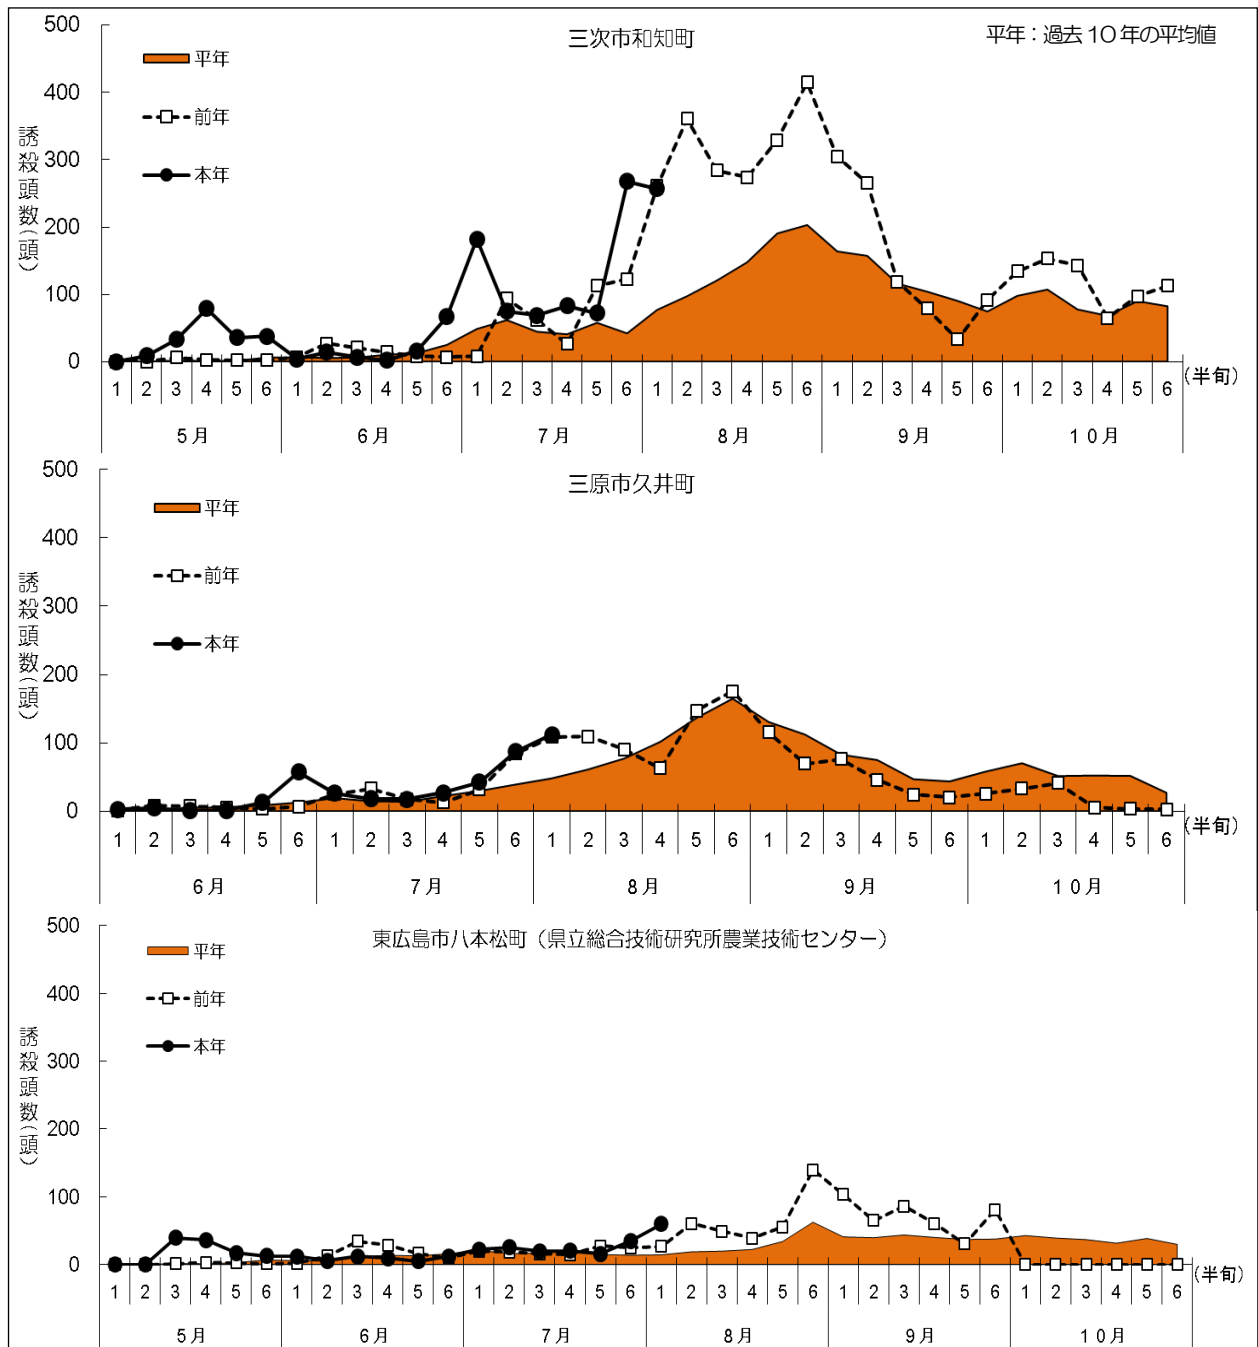 三次市和知町
平年：過去10年の平均値
平年
前年
本年
誘殺頭数(頭)
500
400
300
200
100
0
1 2 3 4 5 6 1 2 3 4 5 6 1 2 3 4 5 6 1 2 3 4 5 6 1 2 3 4 5 6 1 2 3 4 5 6
(半旬)
5月 6月 7月 8月 9月 10月
三原市久井町
平年
前年
本年
誘殺頭数(頭)
500
400
300
200
100
0
1 2 3 4 5 6 1 2 3 4 5 6 1 2 3 4 5 6 1 2 3 4 5 6 1 2 3 4 5 6
(半旬)
6月 7月 8月 9月 10月
東広島市八本松町（県立総合技術研究所農業技術センター）
平年
前年
本年
誘殺頭数(頭)
500
400
300
200
100
0
1 2 3 4 5 6 1 2 3 4 5 6 1 2 3 4 5 6 1 2 3 4 5 6 1 2 3 4 5 6 1 2 3 4 5 6
(半旬)
5月 6月 7月 8月 9月 10月